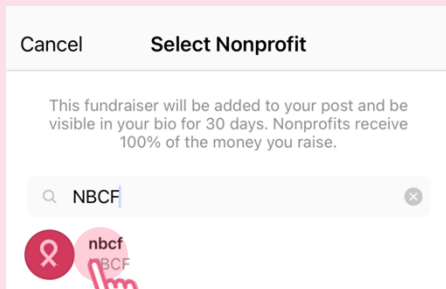 Cancel Select Nonprofit
This fundraiser will be added to your post and be
visible in your bio for 30 days. Nonprofits receive
100% of the money you raise.
NBCF
nbcf
NBCF